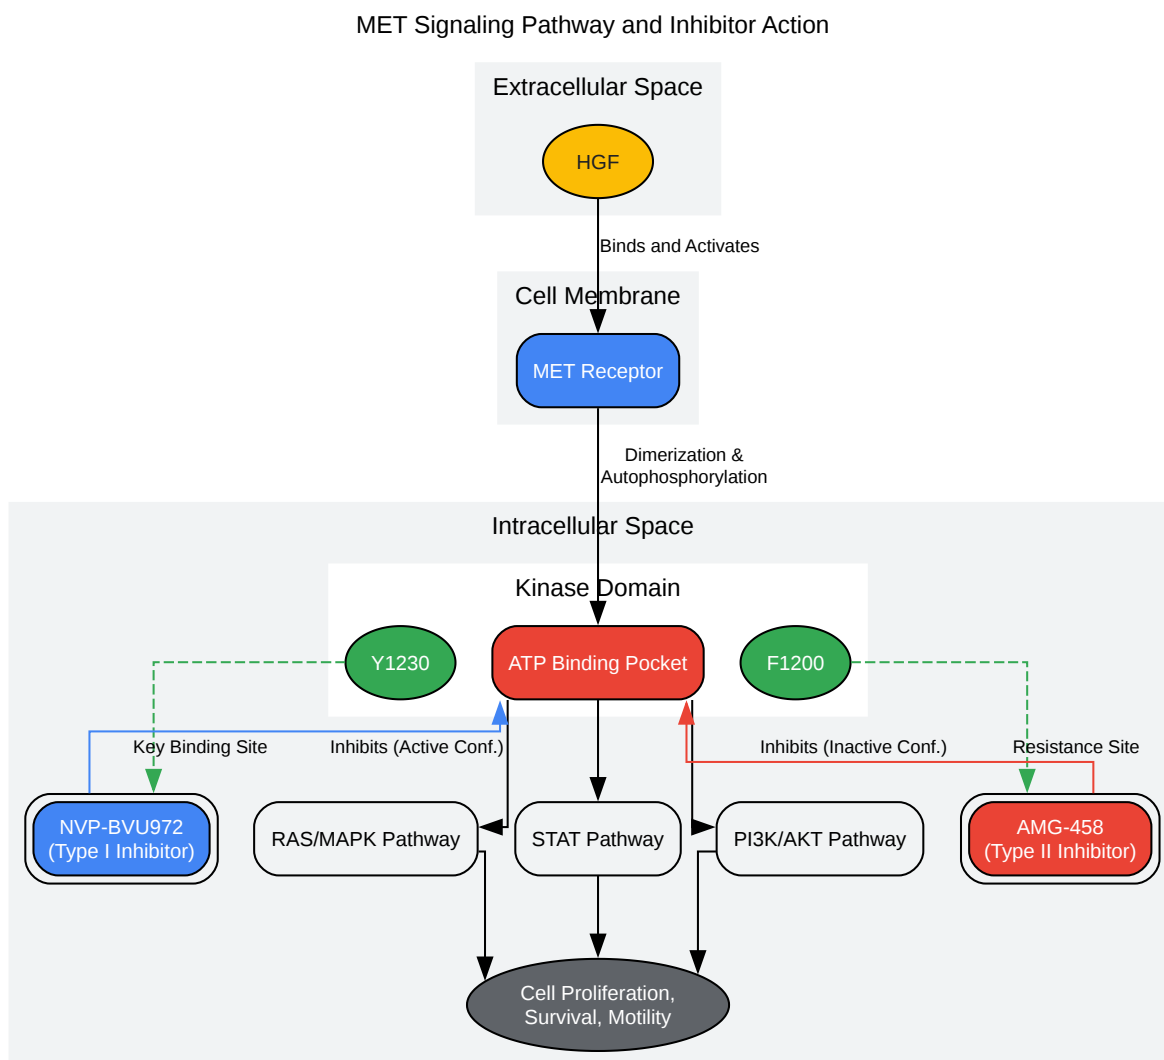 MET Signaling Pathway and Inhibitor Action
Extracellular Space
HGF
Binds and Activates
Cell Membrane
MET Receptor
Dimerization &
Autophosphorylation
Intracellular Space
Kinase Domain
Y1230
ATP Binding Pocket
F1200
Key Binding Site
Inhibits (Active Conf.)
Inhibits (Inactive Conf.)
Resistance Site
NVP-BVU972
(Type I Inhibitor)
RAS/MAPK Pathway
STAT Pathway
PI3K/AKT Pathway
AMG-458
(Type II Inhibitor)
Cell Proliferation,
Survival, Motility